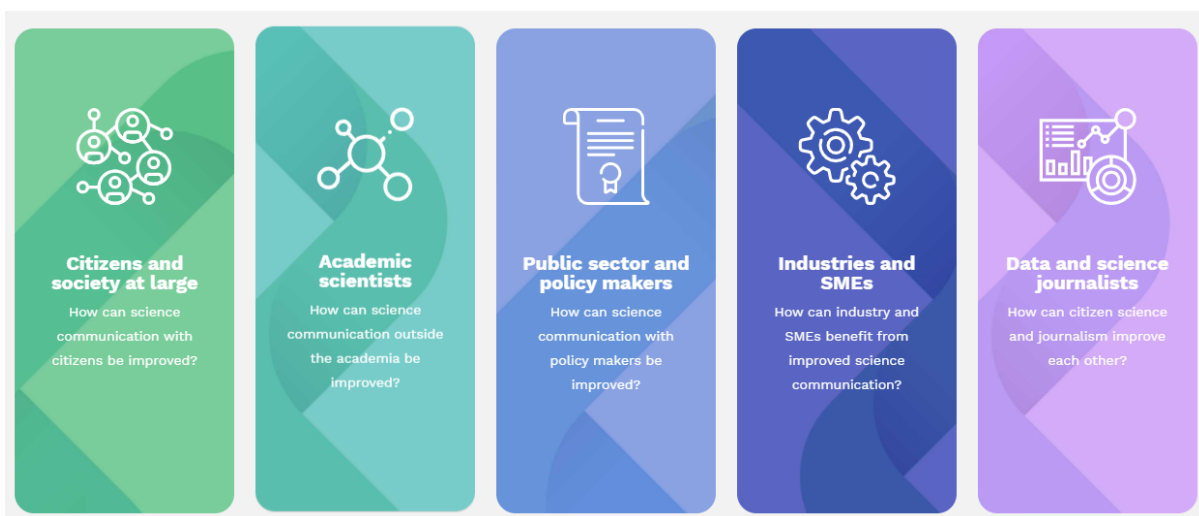 Citizens and
society at large
How can science
communication with
citizens be improved?
Academic
scientists
How can science
communication outside
the academia be
improved?
Public sector and
policy makers
How can science
communication with
policy makers be
improved?
Industries and
SMEs
How can industry and
SMEs benefit from
improved science
communication?
Data and science
journalists
How can citizen science
and journalism improve
each other?